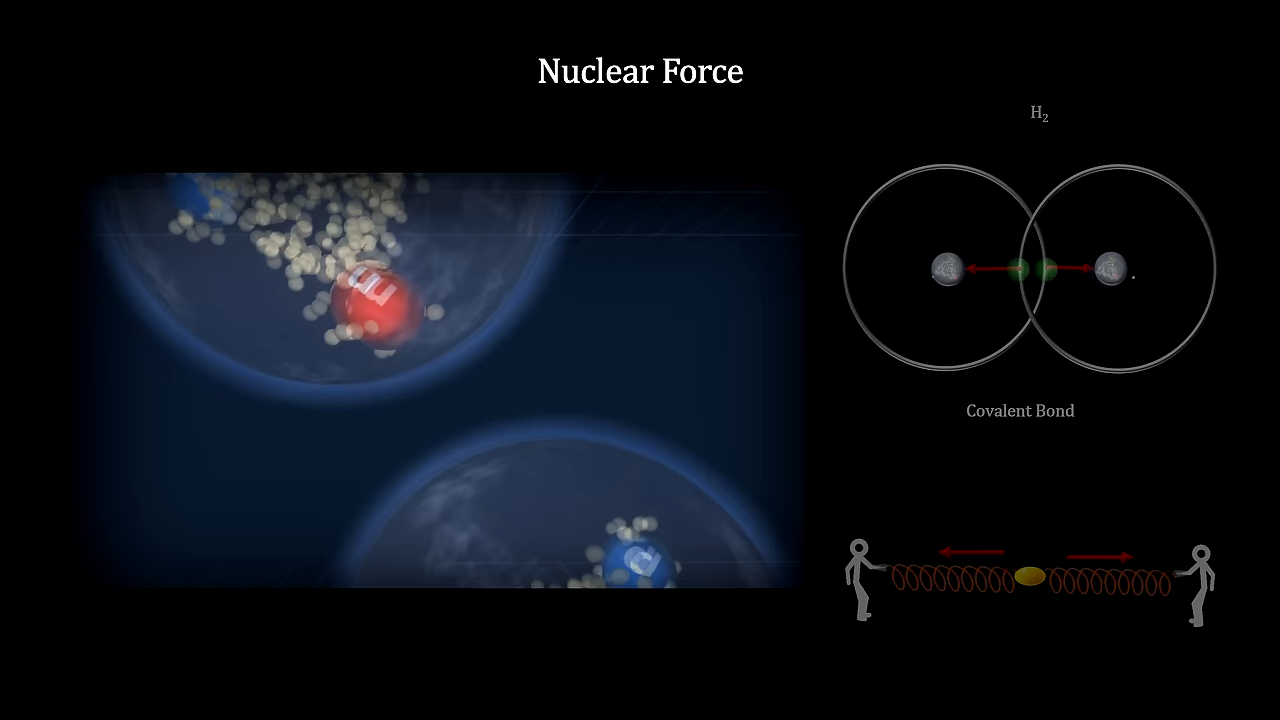 Nuclear Force
H₂
Covalent Bond
d